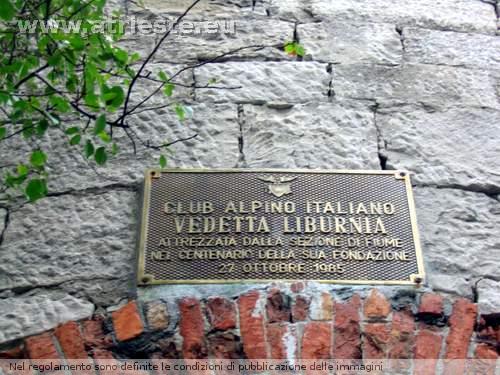 www.atrieste.eu
CLUB ALPINO ITALIANO
VEDETTA LIBURNIA
ATTREZZATA DALLA SEZIONE DI FIUME
NEL CENTENARIO DELLA SUA FONDAZIONE
27 OTTOBRE 1985
Nel regolamento sono definite le condizioni di pubblicazione e rimozione delle immagini